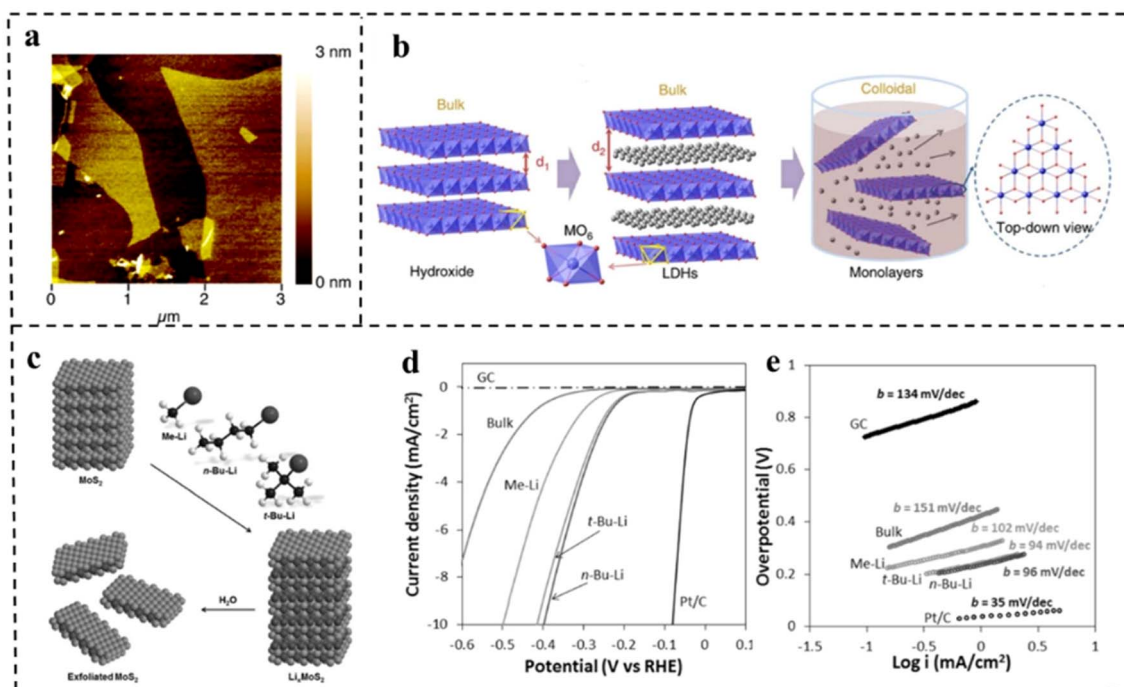 a
3 nm
0 nm
0 1 2 3
µm
b
Bulk
Bulk
Colloidal
d1
d2
MO6
Hydroxide
LDHs
Monolayers
Top-down view
c
MoS2
Me-Li
n-Bu-Li
t-Bu-Li
H2O
Exfoliated MoS2
LixMoS2
d
GC
Bulk
Me-Li
t-Bu-Li
n-Bu-Li
Pt/C
0
-2
-4
-6
-8
-10
-0.6 -0.5 -0.4 -0.3 -0.2 -0.1 0 0.1
Current density (mA/cm2)
Potential (V vs RHE)
e
b = 134 mV/dec
GC
b = 151 mV/dec
b = 102 mV/dec
b = 94 mV/dec
Bulk
Me-Li
t-Bu-Li
n-Bu-Li
b = 96 mV/dec
b = 35 mV/dec
Pt/C
1
0.8
0.6
0.4
0.2
0
-1.5 -1 -0.5 0 0.5 1
Overpotential (V)
Log i (mA/cm2)